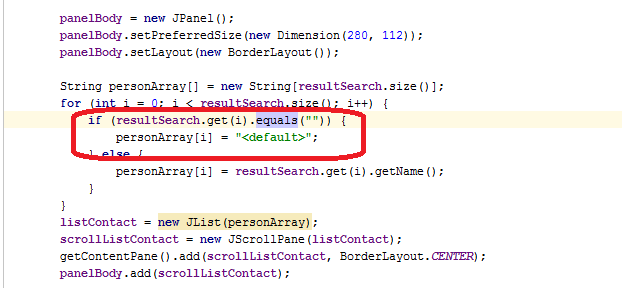 panelBody = new JPanel();
panelBody.setPreferredSize(new Dimension(280, 112));
panelBody.setLayout(new BorderLayout());
String personArray[] = new String[resultSearch.size()];
for (int i = 0; i < resultSearch.size(); i++) {
if (resultSearch.get(i).equals("")) {
personArray[i] = "<default>";
} else {
personArray[i] = resultSearch.get(i).getName();
}
}
listContact = new JList(personArray);
scrollListContact = new JScrollPane(listContact);
getContentPane().add(scrollListContact, BorderLayout.CENTER);
panelBody.add(scrollListContact);